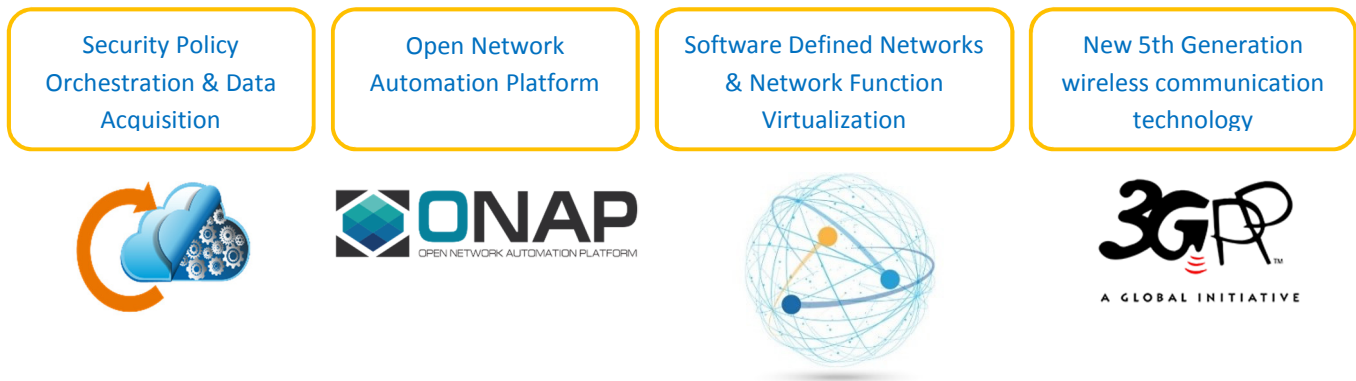 Security Policy
Orchestration & Data
Acquisition
Open Network
Automation Platform
Software Defined Networks
& Network Function
Virtualization
New 5th Generation
wireless communication
technology
ONAP
OPEN NETWORK AUTOMATION PLATFORM
3GPP
TM
A GLOBAL INITIATIVE